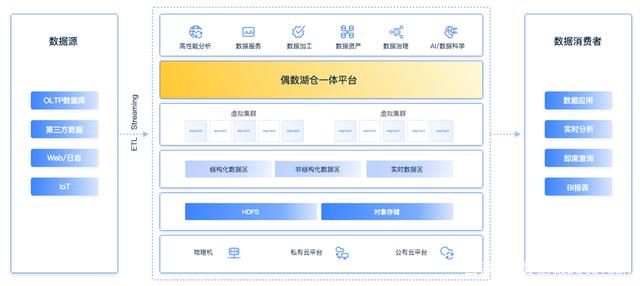 数据源
OLTP数据库
第三方数据
Web/日志
IoT
ETL Streaming
高性能分析 数据服务 数据加工 数据资产 数据治理 AI/数据科学
偶数湖仓一体平台
虚拟集群 虚拟集群
segment segment segment segment segment segment segment segment segment segment
结构化数据区 非结构化数据区 实时数据区
HDFS 对象存储
物理机 私有云平台 公有云平台
数据消费者
数据应用
实时分析
即席查询
BI报表